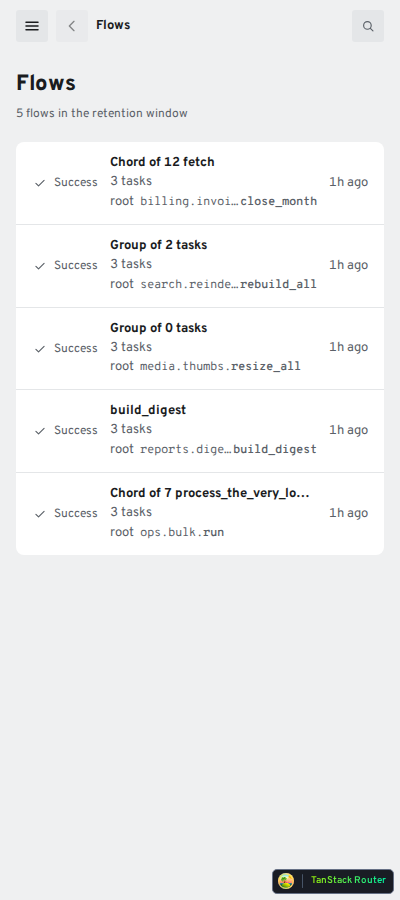 Flows
Flows
5 flows in the retention window
Chord of 12 fetch
Success
3 tasks
1h ago
root billing.invoi…close_month
Group of 2 tasks
Success
3 tasks
1h ago
root search.reinde…rebuild_all
Group of 0 tasks
Success
3 tasks
1h ago
root media.thumbs.resize_all
build_digest
Success
3 tasks
1h ago
root reports.dige…build_digest
Chord of 7 process_the_very_lo…
Success
3 tasks
1h ago
root ops.bulk.run
TanStack Router